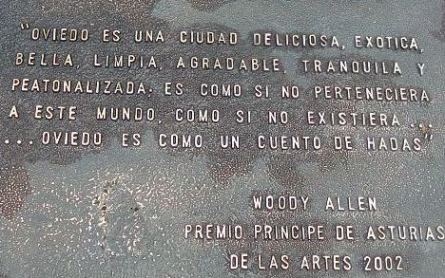 "OVIEDO ES UNA CIUDAD DELICIOSA, EXOTICA,
BELLA, LIMPIA, AGRADABLE, TRANQUILA Y
PEATONALIZADA. ES COMO SI NO PERTENECIERA
A ESTE MUNDO, COMO SI NO EXISTIERA...
...OVIEDO ES COMO UN CUENTO DE HADAS"
WOODY ALLEN
PREMIO PRINCIPE DE ASTURIAS
DE LAS ARTES 2002